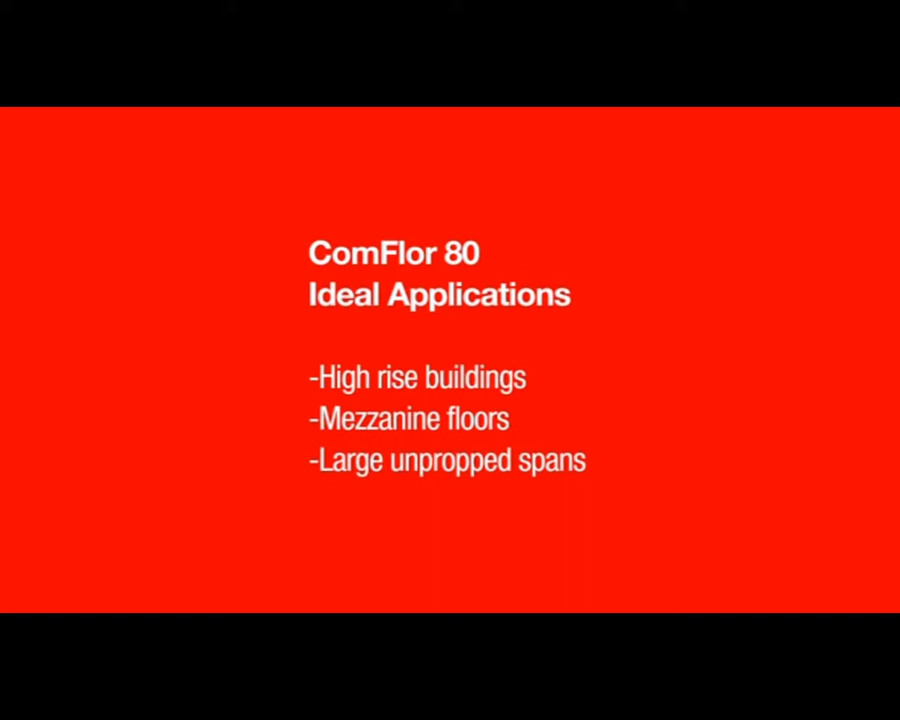 ComFlor 80
Ideal Applications
-High rise buildings
-Mezzanine floors
-Large unpropped spans